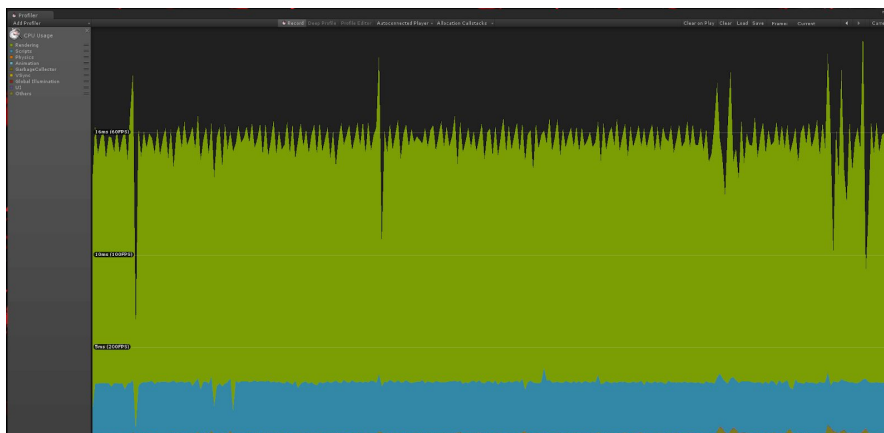 Profiler
Add Profiler
Record Deep Profile Profile Editor Autoconnected Player Allocation Callstacks Clear on Play Clear Load Save Frame: Current
CPU Usage
Rendering
Scripts
Physics
Animation
GarbageCollector
VSync
Global Illumination
UI
Others
16ms (60FPS)
10ms (100FPS)
5ms (200FPS)